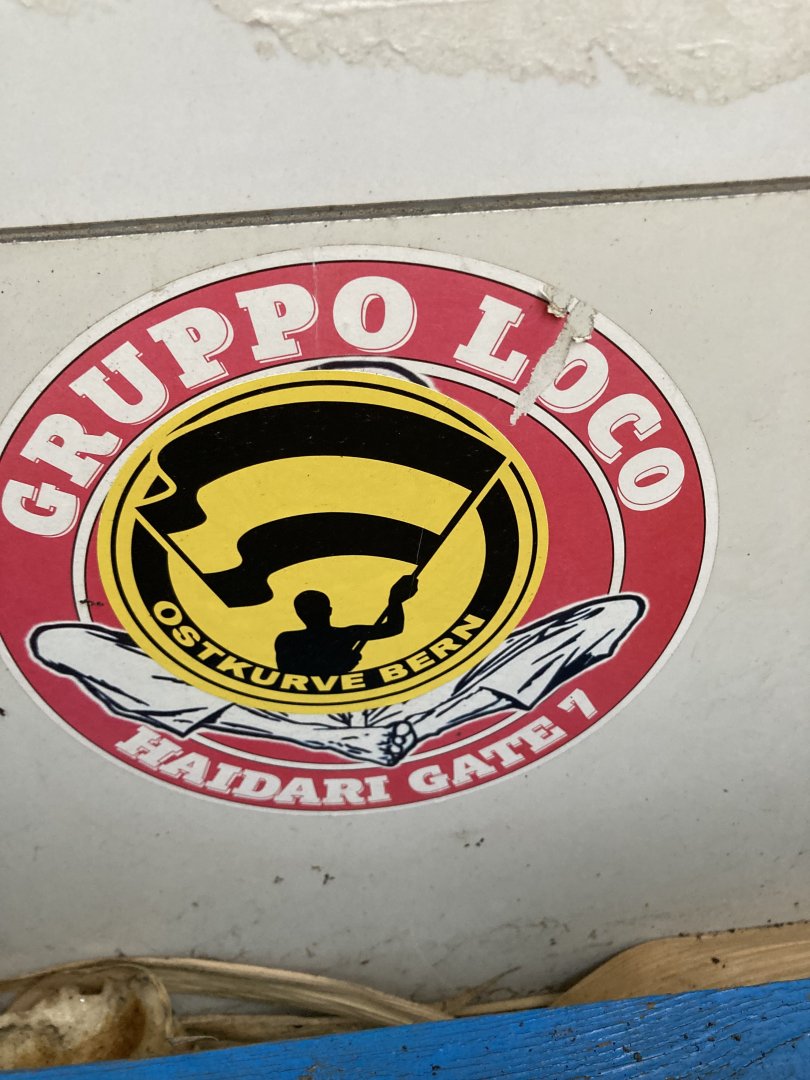 GRUPPO LOCO
OSTKURVE BERN
HAIDARI GATE 7